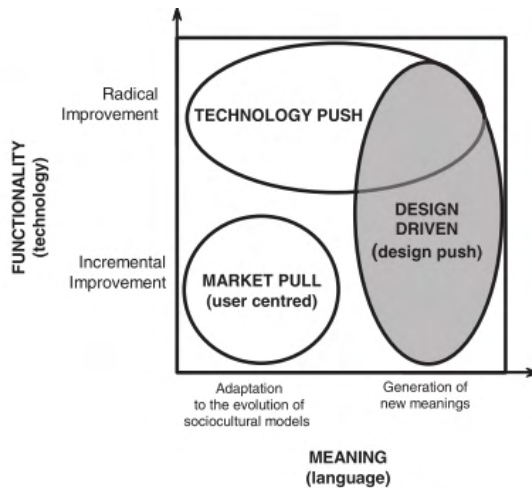 FUNCTIONALITY
(technology)
Radical
Improvement
Incremental
Improvement
TECHNOLOGY PUSH
DESIGN
DRIVEN
(design push)
MARKET PULL
(user centred)
Adaptation
to the evolution of
sociocultural models
Generation of
new meanings
MEANING
(language)